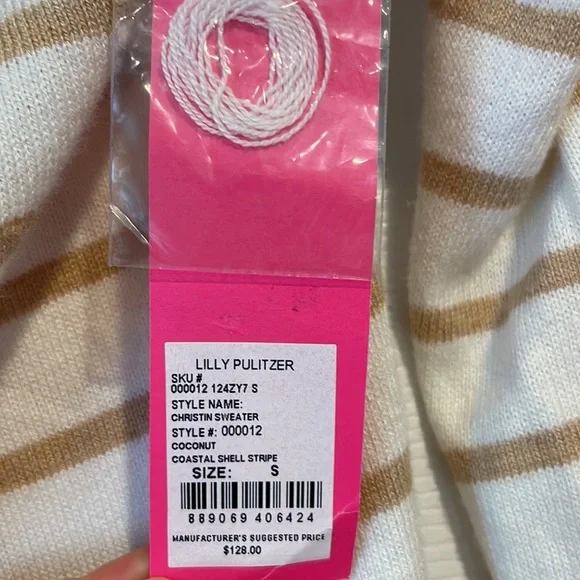 LILLY PULITZER
SKU #
000012 124ZY7 S
STYLE NAME:
CHRISTIN SWEATER
STYLE #: 000012
COCONUT
COASTAL SHELL STRIPE
SIZE: S
889069 406424
MANUFACTURER'S SUGGESTED PRICE
$128.00